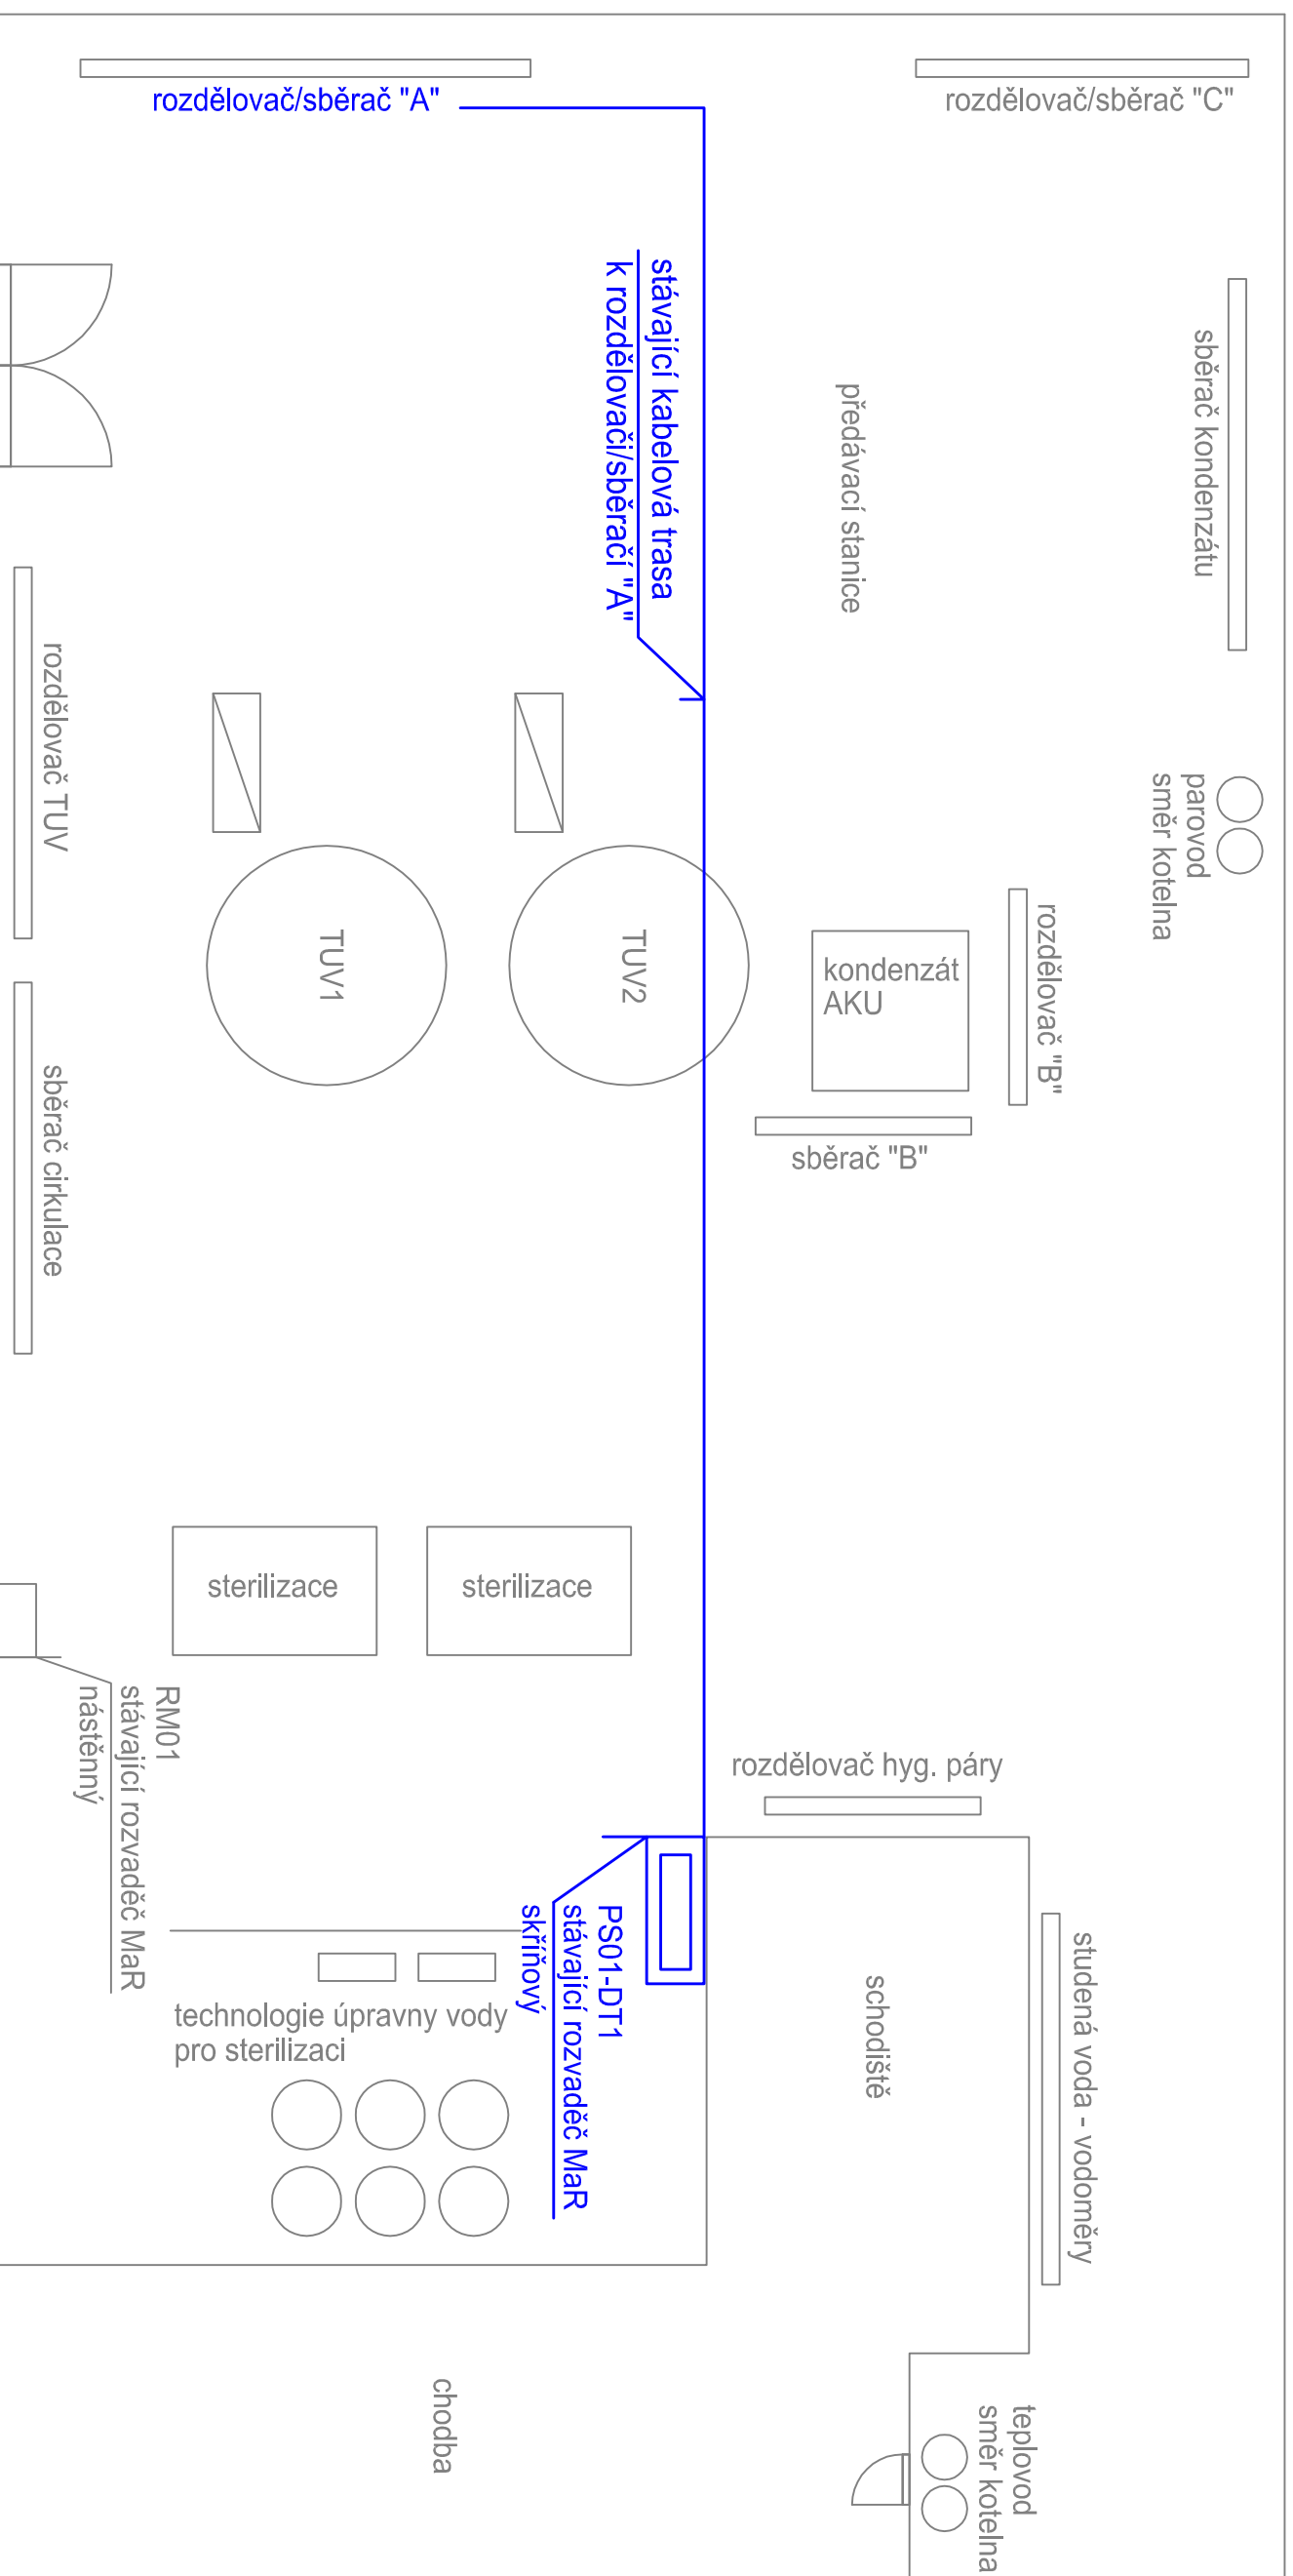 rozdělovač/sběrač "A"
rozdělovač/sběrač "C"
stávající kabelová trasa
k rozdělovači/sběračí "A"
předávací stanice
sběrač kondenzátu
parovod
směr kotelna
rozdělovač TUV
TUV1
TUV2
kondenzát
AKU
rozdělovač "B"
sběrač "B"
sběrač cirkulace
sterilizace
sterilizace
RM01
stávající rozvaděč MaR
nástěnný
rozdělovač hyg. páry
PS01-DT1
stávající rozvaděč MaR
skříňový
technologie úpravny vody
pro sterilizaci
schodiště
studená voda - vodoměry
chodba
teplovod
směr kotelna